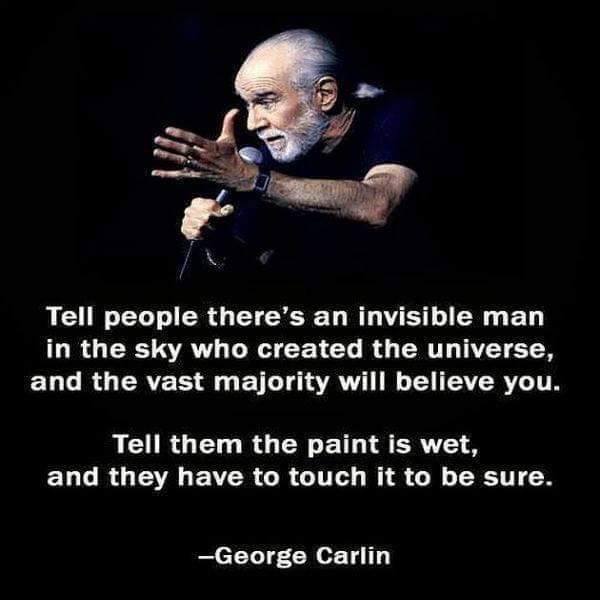 Tell people there's an invisible man
in the sky who created the universe,
and the vast majority will believe you.
Tell them the paint is wet,
and they have to touch it to be sure.
–George Carlin